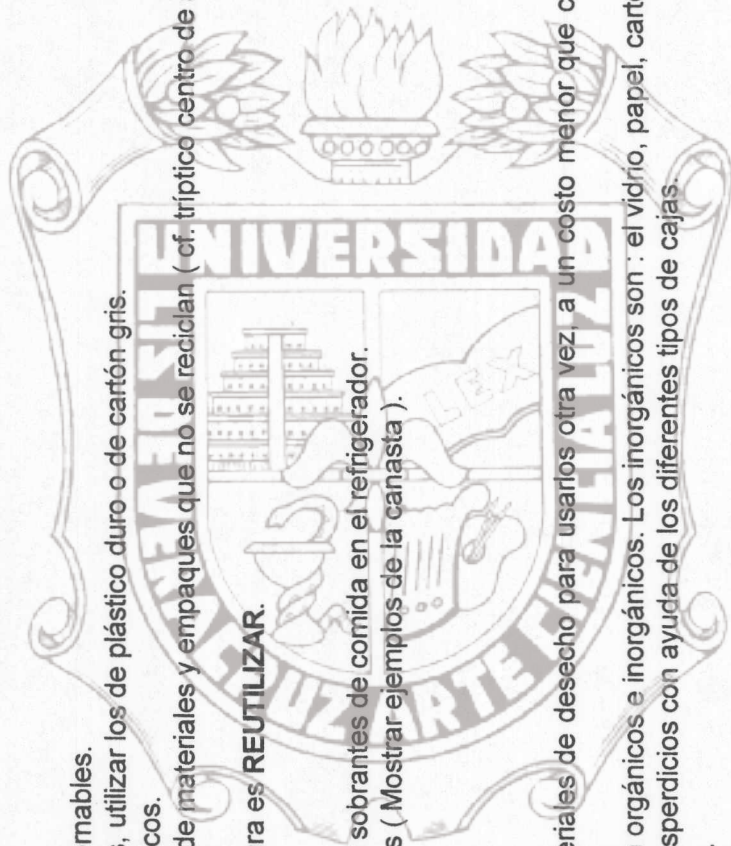 mables.
, utilizar los de plástico duro o de cartón gris.
cos.
de materiales y empaques que no se reciclan ( cf. tríptico centro de
ra es REUTILIZAR.
sobrantes de comida en el refrigerador.
s ( Mostrar ejemplos de la canasta ).
eriales de desecho para usarlos otra vez, a un costo menor que c
orgánicos e inorgánicos. Los inorgánicos son : el vidrio, papel, cart
sperdicios con ayuda de los diferentes tipos de cajas.
UNIVERSIDAD
LIS DE VERACRUZ ARTE CIENCIA LUZ
LEX